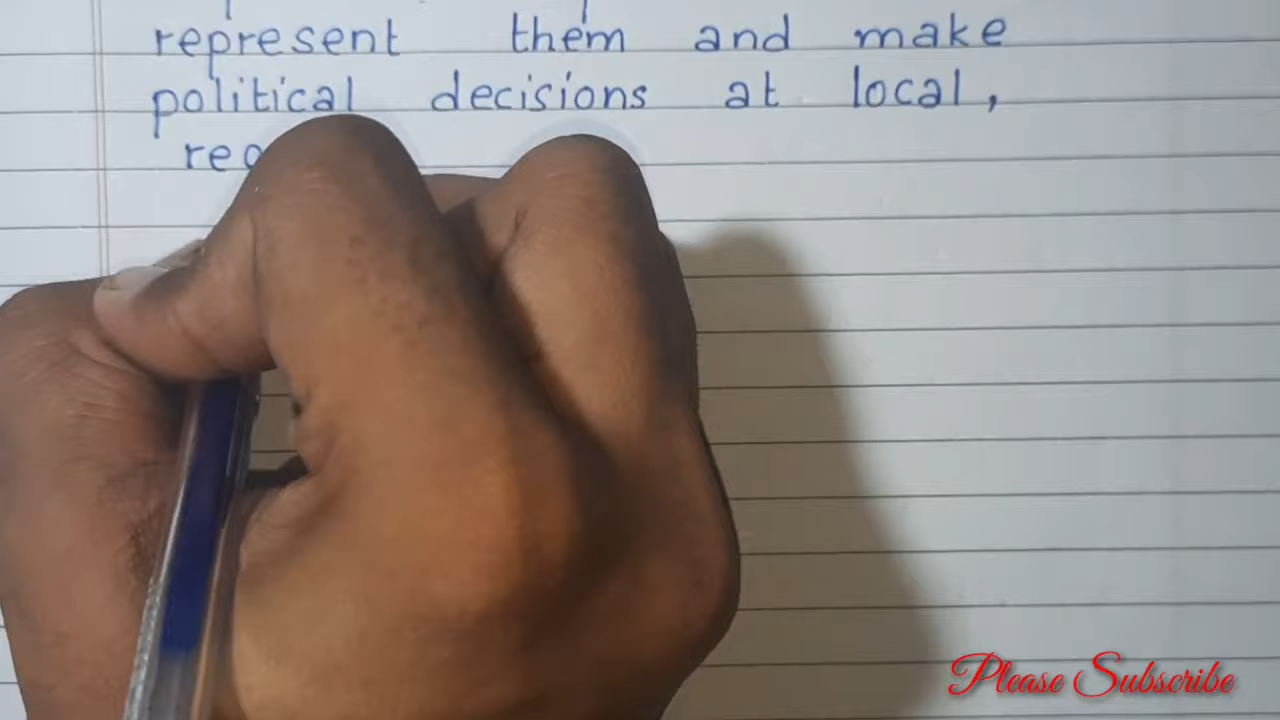 represent them and make
political decisions at local,
Please Subscribe